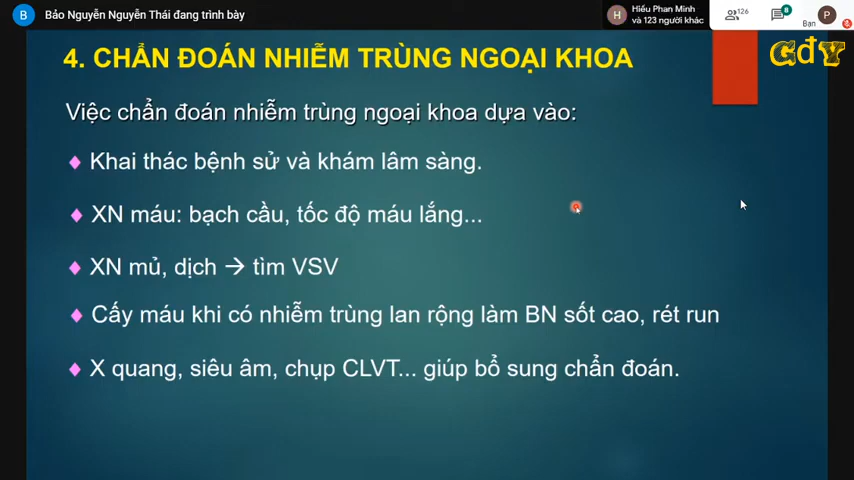 B
Bảo Nguyễn Nguyễn Thái đang trình bày
H
Hiếu Phan Minh
và 123 người khác
126
8
Bạn
P
4. CHẨN ĐOÁN NHIỄM TRÙNG NGOẠI KHOA
GđY
Việc chẩn đoán nhiễm trùng ngoại khoa dựa vào:
Khai thác bệnh sử và khám lâm sàng.
XN máu: bạch cầu, tốc độ máu lắng...
XN mủ, dịch → tìm VSV
Cấy máu khi có nhiễm trùng lan rộng làm BN sốt cao, rét run
X quang, siêu âm, chụp CLVT... giúp bổ sung chẩn đoán.